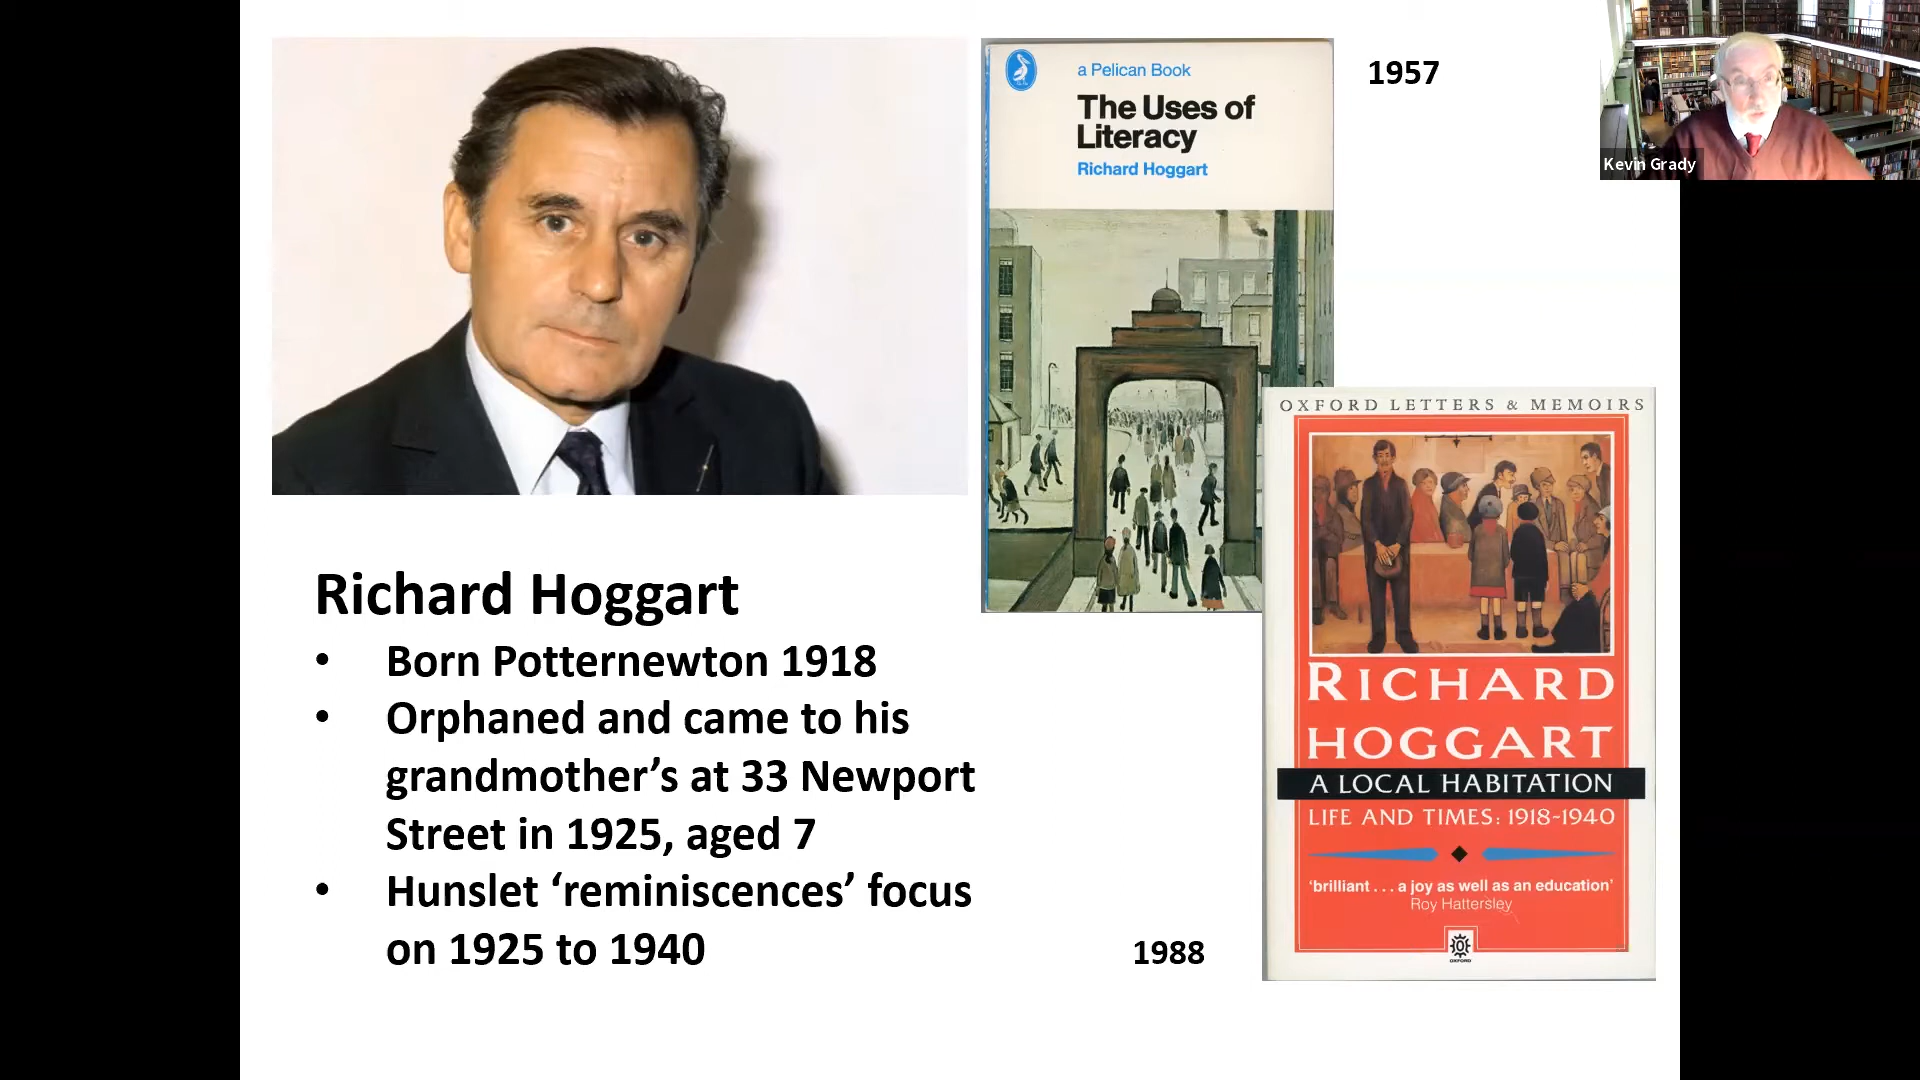 a Pelican Book
The Uses of
Literacy
Richard Hoggart
1957
Kevin Grady
OXFORD LETTERS & MEMOIRS
RICHARD
HOGGART
A LOCAL HABITATION
LIFE AND TIMES: 1918-1940
‘brilliant . . . a joy as well as an education’
Roy Hattersley
OXFORD
1988
Richard Hoggart
• Born Potternewton 1918
• Orphaned and came to his
grandmother’s at 33 Newport
Street in 1925, aged 7
• Hunslet ‘reminiscences’ focus
on 1925 to 1940